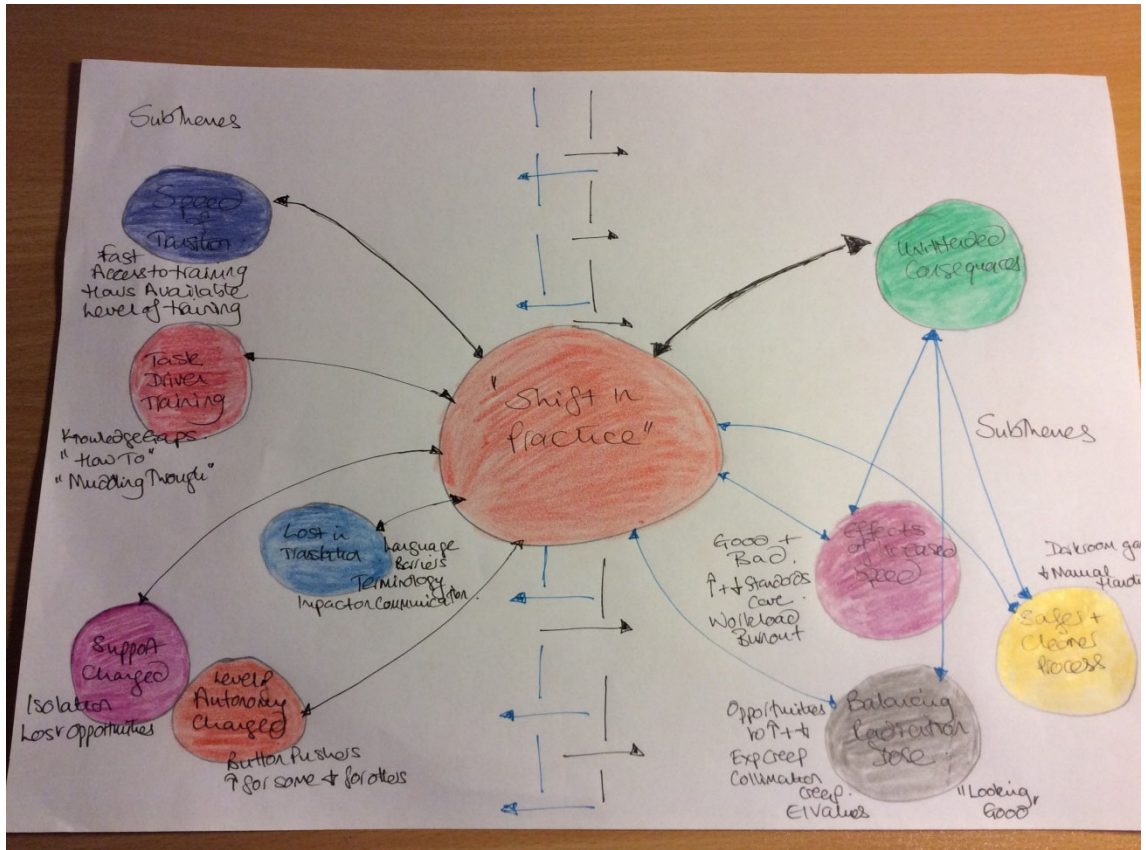 Subthemes
Speed
of
Transition
Fast
Access to training
Hours Available
Level of training
Task
Driven
Training
Knowledge Gaps.
"How To"
"Muddling Through"
Lost in
Translation
Language
Barriers
Terminology
Impact on Communication.
Support
Changed
Isolation
Lost Opportunities
Level of
Autonomy
Changed
Button Pushers
↑ for some ↓ for others
"Shift in
Practice"
Unintended
Consequences
Subthemes
Effects
of increased
Speed
Good +
Bad.
↑ + ↓ Standards
Care
Workload
Burnout
Darkroom
↓ Manual
Safer +
Cleaner
Process
Balancing
Radiation
Dose
Opportunities
to ↑ + ↓
Exp Creep
Collimation
Creep.
EI Values
"Looking
Good"